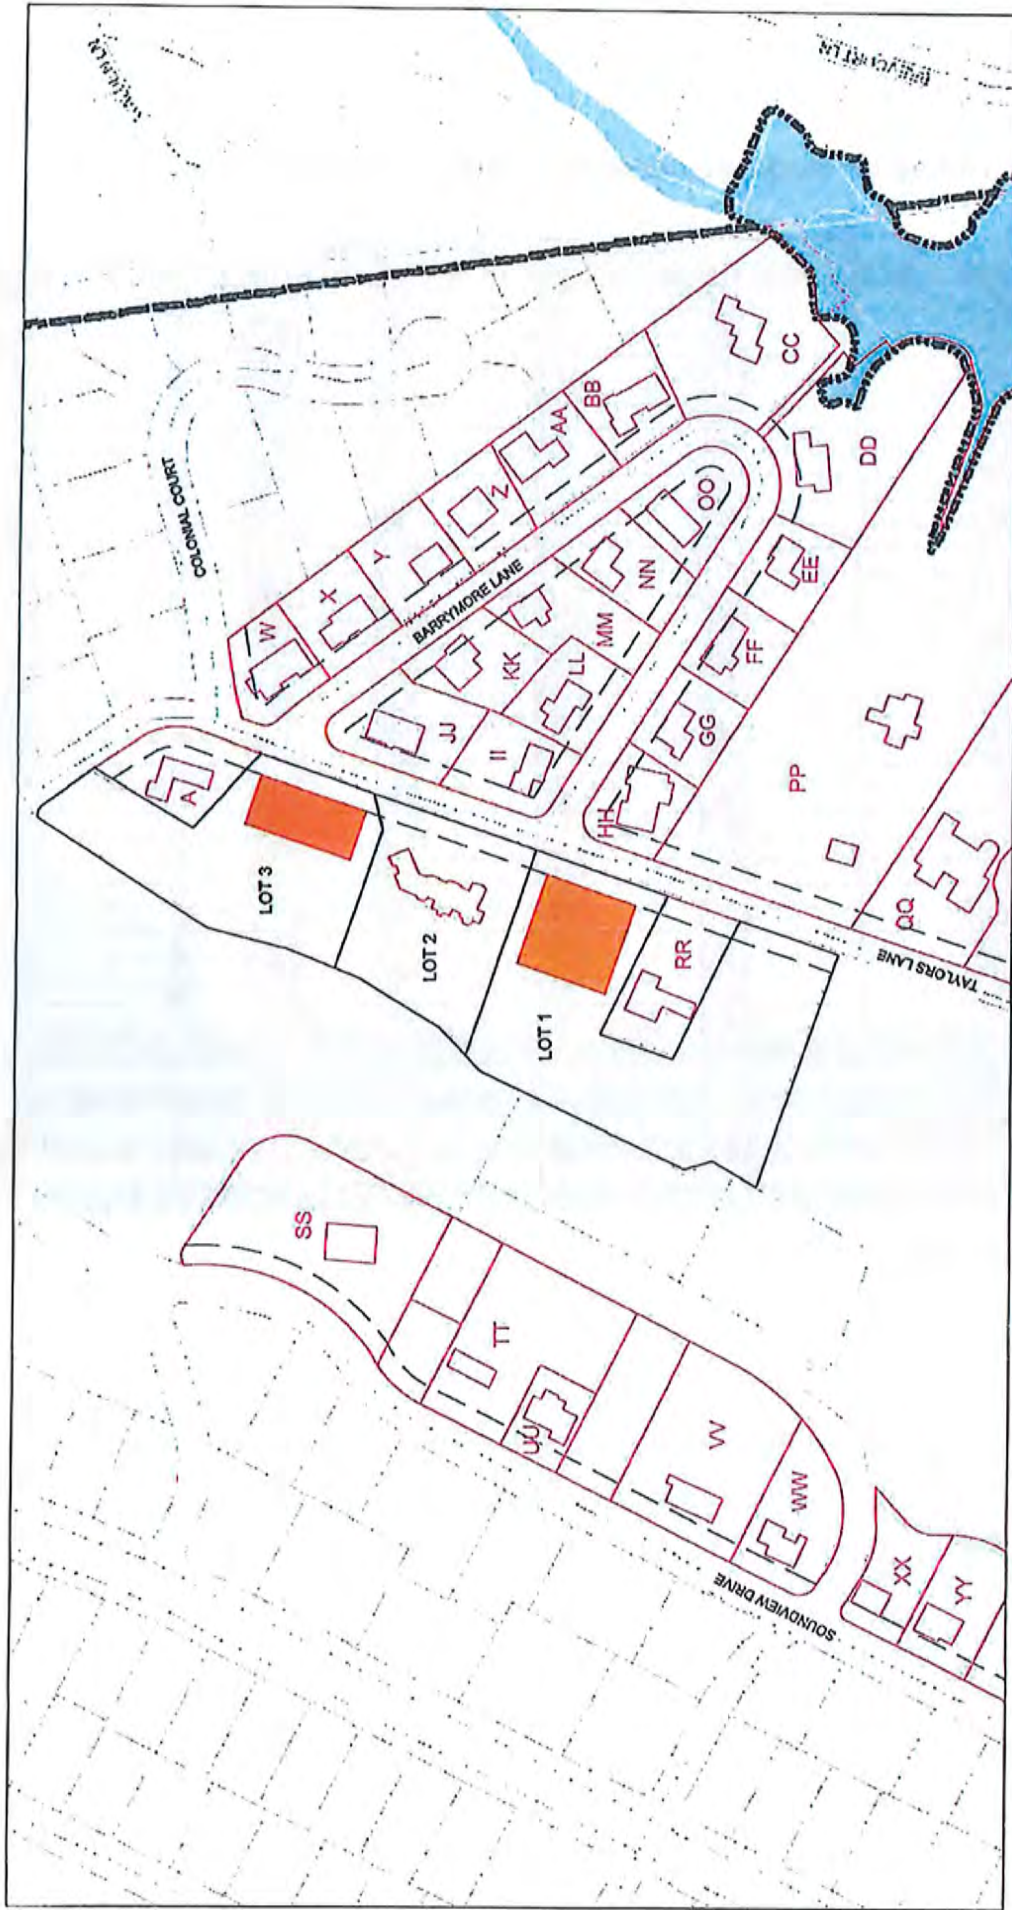 COLONIAL COURT
W
X
Y
Z
AA
BB
CC
DD
EE
FF
GG
HH
II
JJ
KK
LL
MM
NN
OO
BARRYMORE LANE
A
LOT 3
LOT 2
LOT 1
RR
PP
QQ
TAYLORS LANE
SS
TT
UU
VV
WW
XX
YY
SOUNDVIEW DRIVE